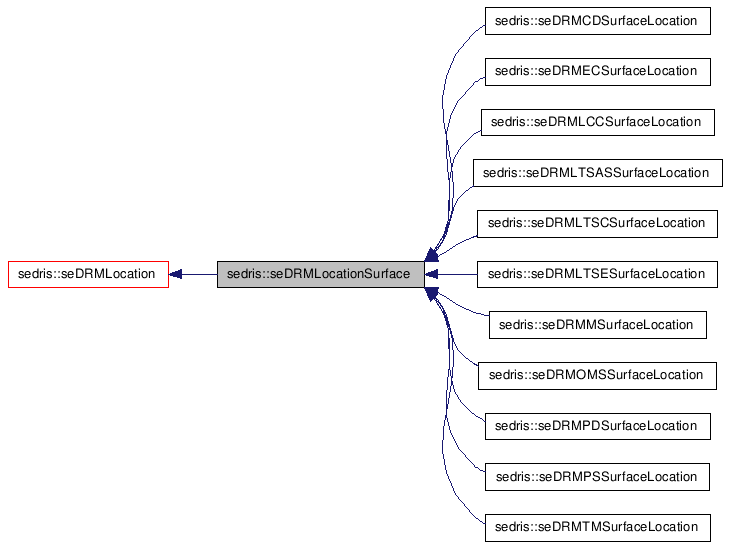 sedris::seDRMCDSurfaceLocation
sedris::seDRMECSurfaceLocation
sedris::seDRMLCCSurfaceLocation
sedris::seDRMLTSASSurfaceLocation
sedris::seDRMLTSCSurfaceLocation
sedris::seDRMLocation
sedris::seDRMLocationSurface
sedris::seDRMLTSESurfaceLocation
sedris::seDRMMSurfaceLocation
sedris::seDRMOMSSurfaceLocation
sedris::seDRMPDSurfaceLocation
sedris::seDRMPSSurfaceLocation
sedris::seDRMTMSurfaceLocation